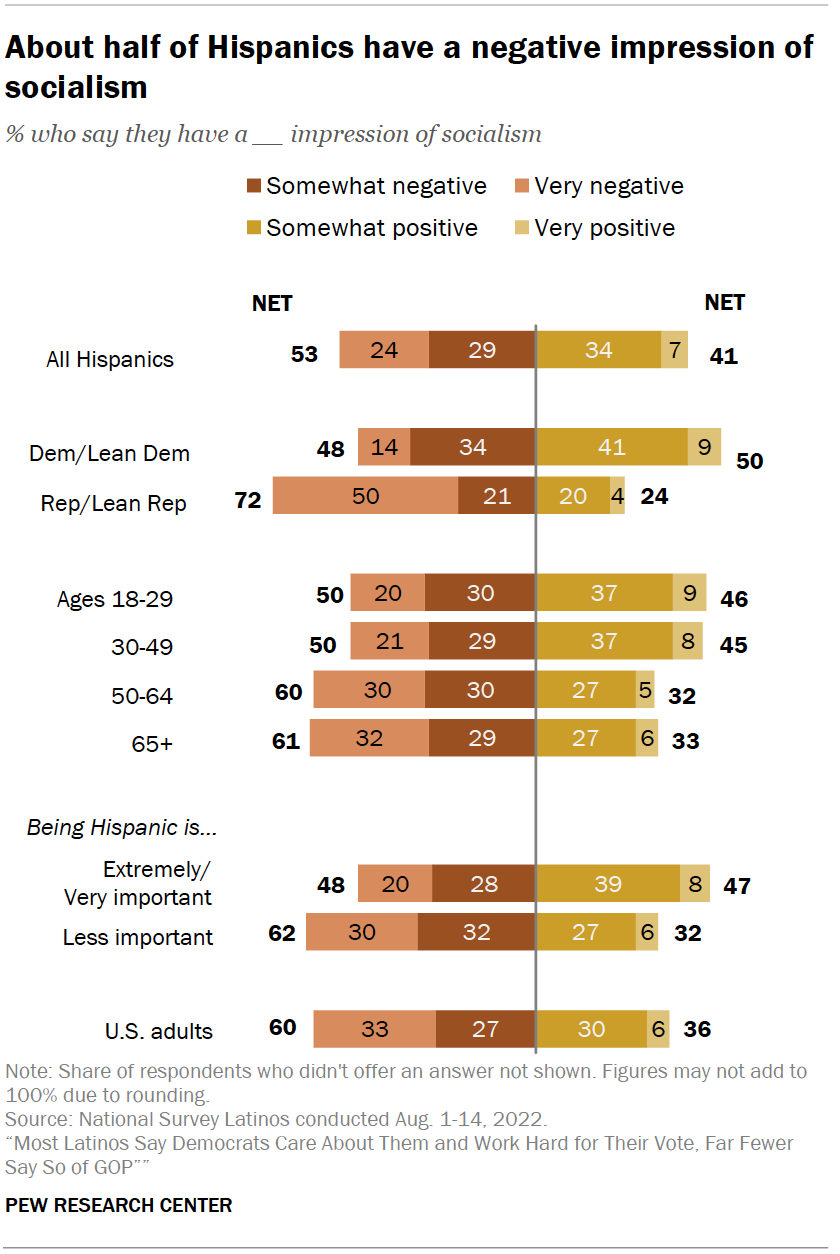 About half of Hispanics have a negative impression of
socialism
% who say they have a __ impression of socialism
Somewhat negative Very negative
Somewhat positive Very positive
NET NET
All Hispanics 53 24 29 34 7 41
Dem/Lean Dem 48 14 34 41 9 50
Rep/Lean Rep 72 50 21 20 4 24
Ages 18-29 50 20 30 37 9 46
30-49 50 21 29 37 8 45
50-64 60 30 30 27 5 32
65+ 61 32 29 27 6 33
Being Hispanic is...
Extremely/
Very important 48 20 28 39 8 47
Less important 62 30 32 27 6 32
U.S. adults 60 33 27 30 6 36
Note: Share of respondents who didn't offer an answer not shown. Figures may not add to
100% due to rounding.
Source: National Survey Latinos conducted Aug. 1-14, 2022.
“Most Latinos Say Democrats Care About Them and Work Hard for Their Vote, Far Fewer
Say So of GOP””
PEW RESEARCH CENTER